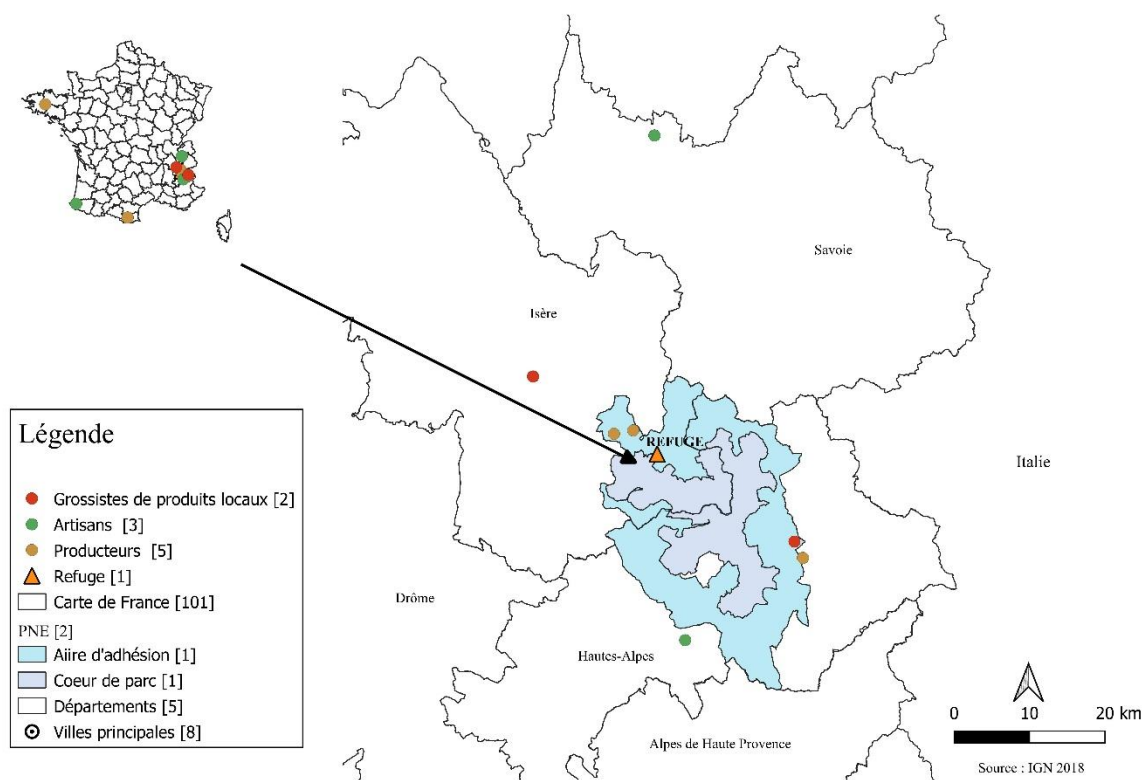 Savoie
Isère
REFUGE
Italie
Drôme
Hautes-Alpes
Alpes de Haute Provence
Légende
Grossistes de produits locaux [2]
Artisans [3]
Producteurs [5]
Refuge [1]
Carte de France [101]
PNE [2]
Aiire d'adhésion [1]
Coeur de parc [1]
Départements [5]
Villes principales [8]
0 10 20 km
Source : IGN 2018